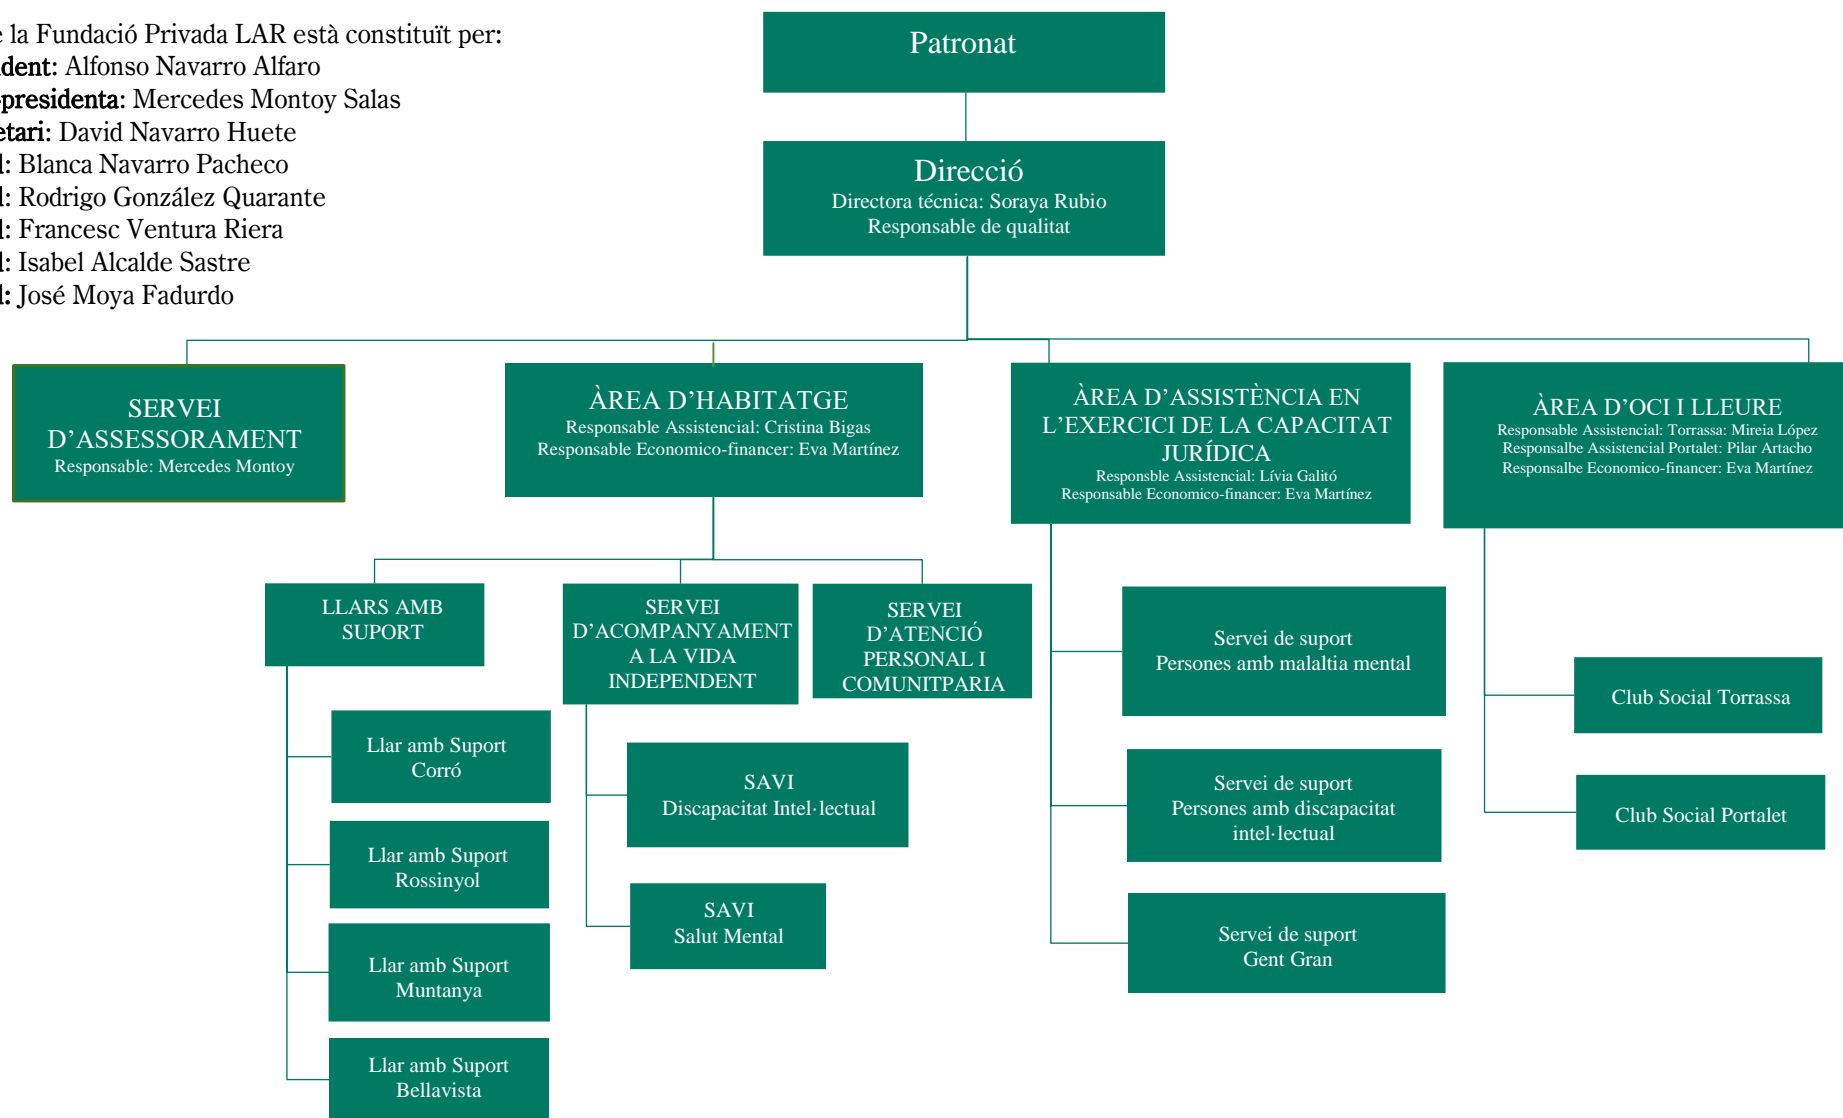 la Fundació Privada LAR està constituït per:
dent: Alfonso Navarro Alfaro
-presidenta: Mercedes Montoy Salas
etari: David Navarro Huete
l: Blanca Navarro Pacheco
l: Rodrigo González Quarante
l: Francesc Ventura Riera
l: Isabel Alcalde Sastre
l: José Moya Fadurdo
Patronat
Direcció
Directora técnica: Soraya Rubio
Responsable de qualitat
SERVEI
D’ASSESSORAMENT
Responsable: Mercedes Montoy
ÀREA D’HABITATGE
Responsable Assistencial: Cristina Bigas
Responsable Economico-financer: Eva Martínez
ÀREA D’ASSISTÈNCIA EN
L’EXERCICI DE LA CAPACITAT
JURÍDICA
Responsble Assistencial: Lívia Galitó
Responsable Economico-financer: Eva Martínez
ÀREA D’OCI I LLEURE
Responsable Assistencial: Torrassa: Mireia López
Responsalbe Assistencial Portalet: Pilar Artacho
Responsalbe Economico-financer: Eva Martínez
LLARS AMB
SUPORT
Llar amb Suport
Corró
Llar amb Suport
Rossinyol
Llar amb Suport
Muntanya
Llar amb Suport
Bellavista
SERVEI
D’ACOMPANYAMENT
A LA VIDA
INDEPENDENT
SAVI
Discapacitat Intel·lectual
SAVI
Salut Mental
SERVEI
D’ATENCIÓ
PERSONAL I
COMUNITPARIA
Servei de suport
Persones amb malaltia mental
Servei de suport
Persones amb discapacitat
intel·lectual
Servei de suport
Gent Gran
Club Social Torrassa
Club Social Portalet